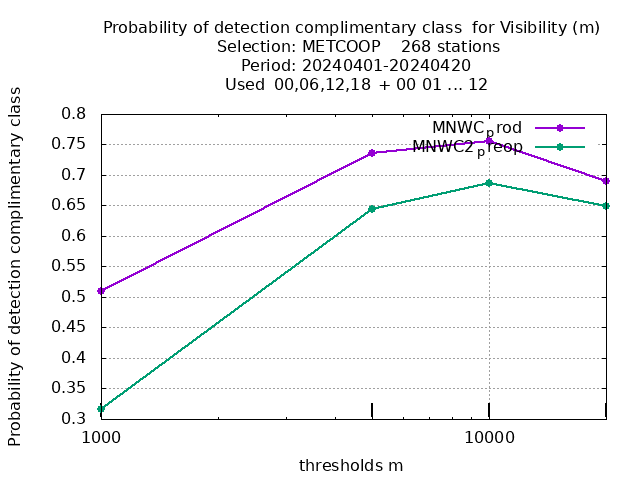 Probability of detection complimentary class  for Visibility (m)
Selection: METCOOP    268 stations
Period: 20240401-20240420
Used  00,06,12,18 + 00 01 ... 12
Probability of detection complimentary class
0.8
0.75
0.7
0.65
0.6
0.55
0.5
0.45
0.4
0.35
0.3
MNWCprod
MNWC2preop
1000
10000
thresholds m